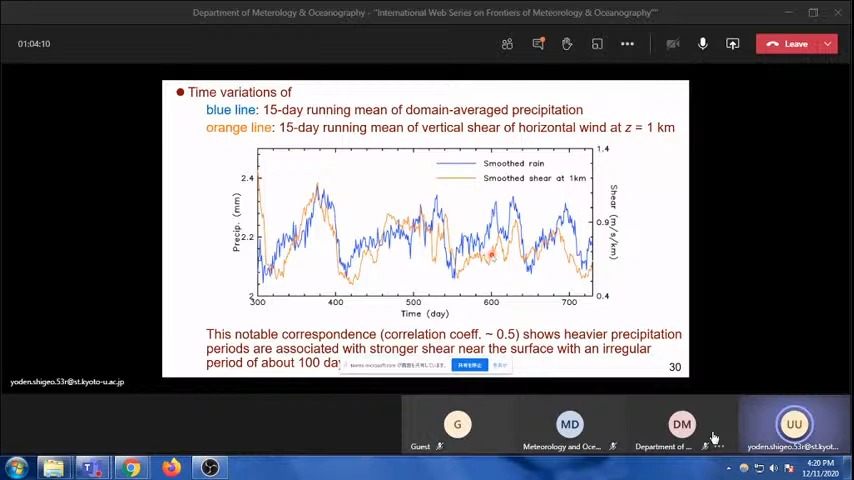 Department of Meterology & Oceanography - "International Web Series on Frontiers of Meteorology & Oceanography""
01:04:10
Leave
Time variations of
blue line: 15-day running mean of domain-averaged precipitation
orange line: 15-day running mean of vertical shear of horizontal wind at z = 1 km
Smoothed rain
Smoothed shear at 1km
2.4
2.2
2
Precip. (mm)
1.4
0.9
0.4
Shear (m/s/km)
300 400 500 600 700
Time (day)
This notable correspondence (correlation coeff. ~ 0.5) shows heavier precipitation
periods are associated with stronger shear near the surface with an irregular
period of about 100 day
30
共有を停止
yoden.shigeo.53r@st.kyoto-u.ac.jp
G
MD
DM
UU
Guest
Meteorology and Oce...
Department of ...
yoden.shigeo.53r@st.kyot...
4:20 PM
12/11/2020